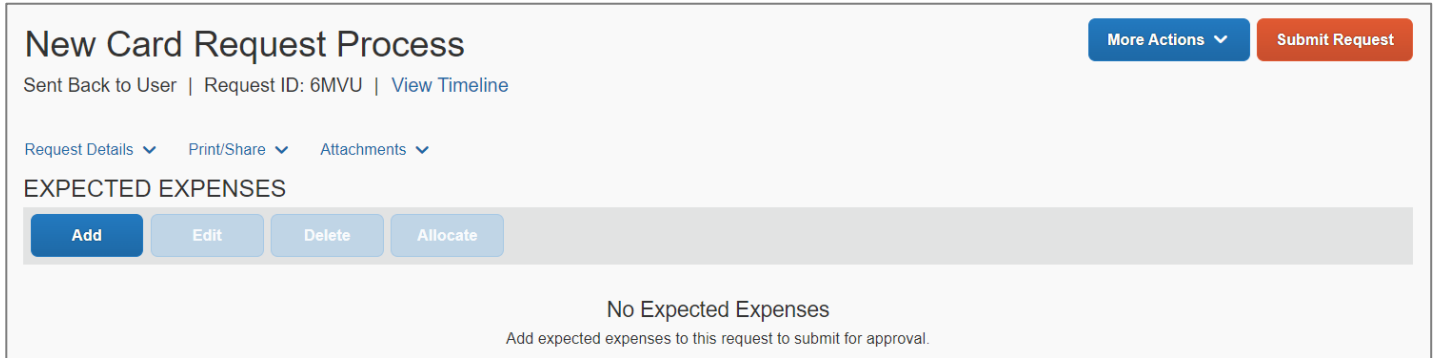 New Card Request Process
More Actions
Submit Request
Sent Back to User | Request ID: 6MVU | View Timeline
Request Details
Print/Share
Attachments
EXPECTED EXPENSES
Add
Edit
Delete
Allocate
No Expected Expenses
Add expected expenses to this request to submit for approval.